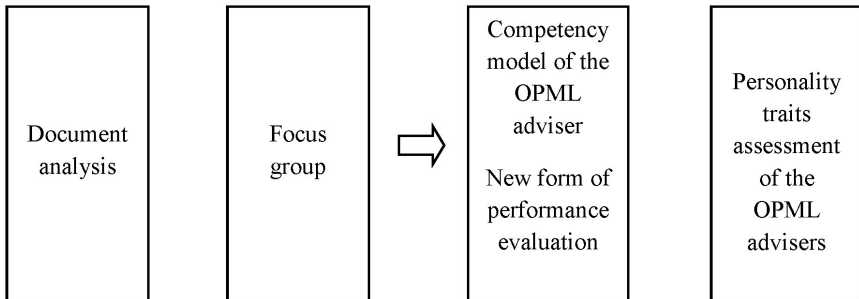 Document
analysis
Focus
group
Competency
model of the
OPML
adviser
New form of
performance
evaluation
Personality
traits
assessment
of the
OPML
advisers